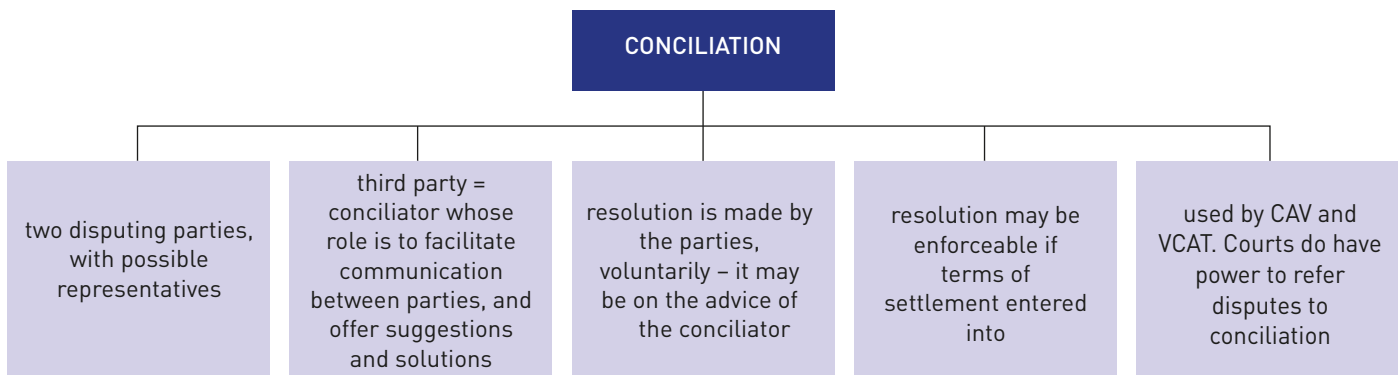 CONCILIATION
two disputing parties,
with possible
representatives
third party =
conciliator whose
role is to facilitate
communication
between parties, and
offer suggestions
and solutions
resolution is made by
the parties,
voluntarily – it may
be on the advice of
the conciliator
resolution may be
enforceable if
terms of
settlement entered
into
used by CAV and
VCAT. Courts do have
power to refer
disputes to
conciliation